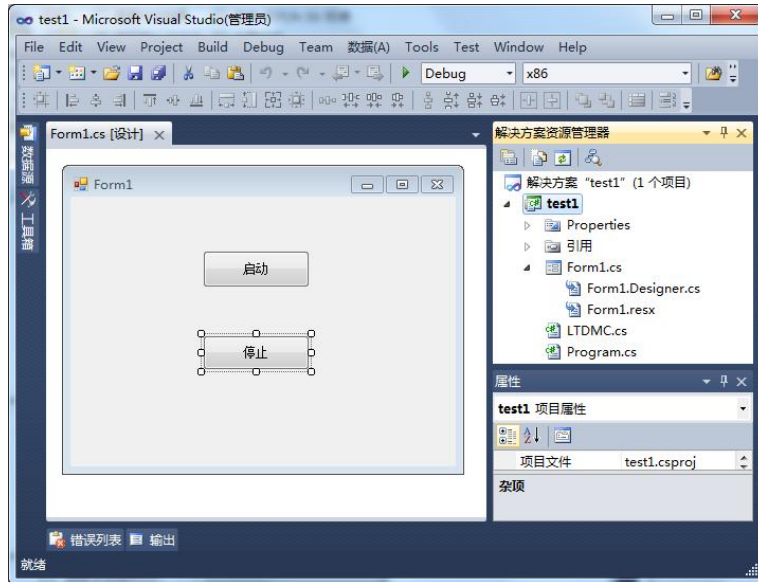 test1 - Microsoft Visual Studio(管理员)
File Edit View Project Build Debug Team 数据(A) Tools Test Window Help
Debug x86
Form1.cs [设计]
数据源
工具箱
Form1
启动
停止
解决方案资源管理器
解决方案 "test1" (1 个项目)
test1
Properties
引用
Form1.cs
Form1.Designer.cs
Form1.resx
LTDMC.cs
Program.cs
属性
test1 项目属性
项目文件 test1.csproj
杂项
错误列表 输出
就绪